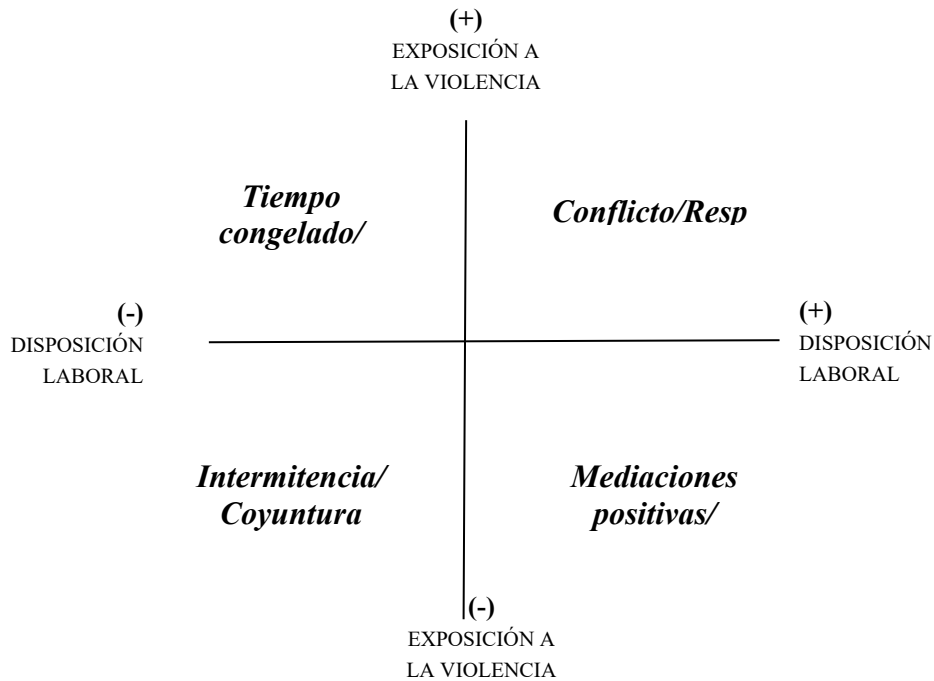 (+)
EXPOSICIÓN A
LA VIOLENCIA
Tiempo
congelado/
Conflicto/Resp
(-)
DISPOSICIÓN
LABORAL
(+)
DISPOSICIÓN
LABORAL
Intermitencia/
Coyuntura
Mediaciones
positivas/
(-)
EXPOSICIÓN A
LA VIOLENCIA